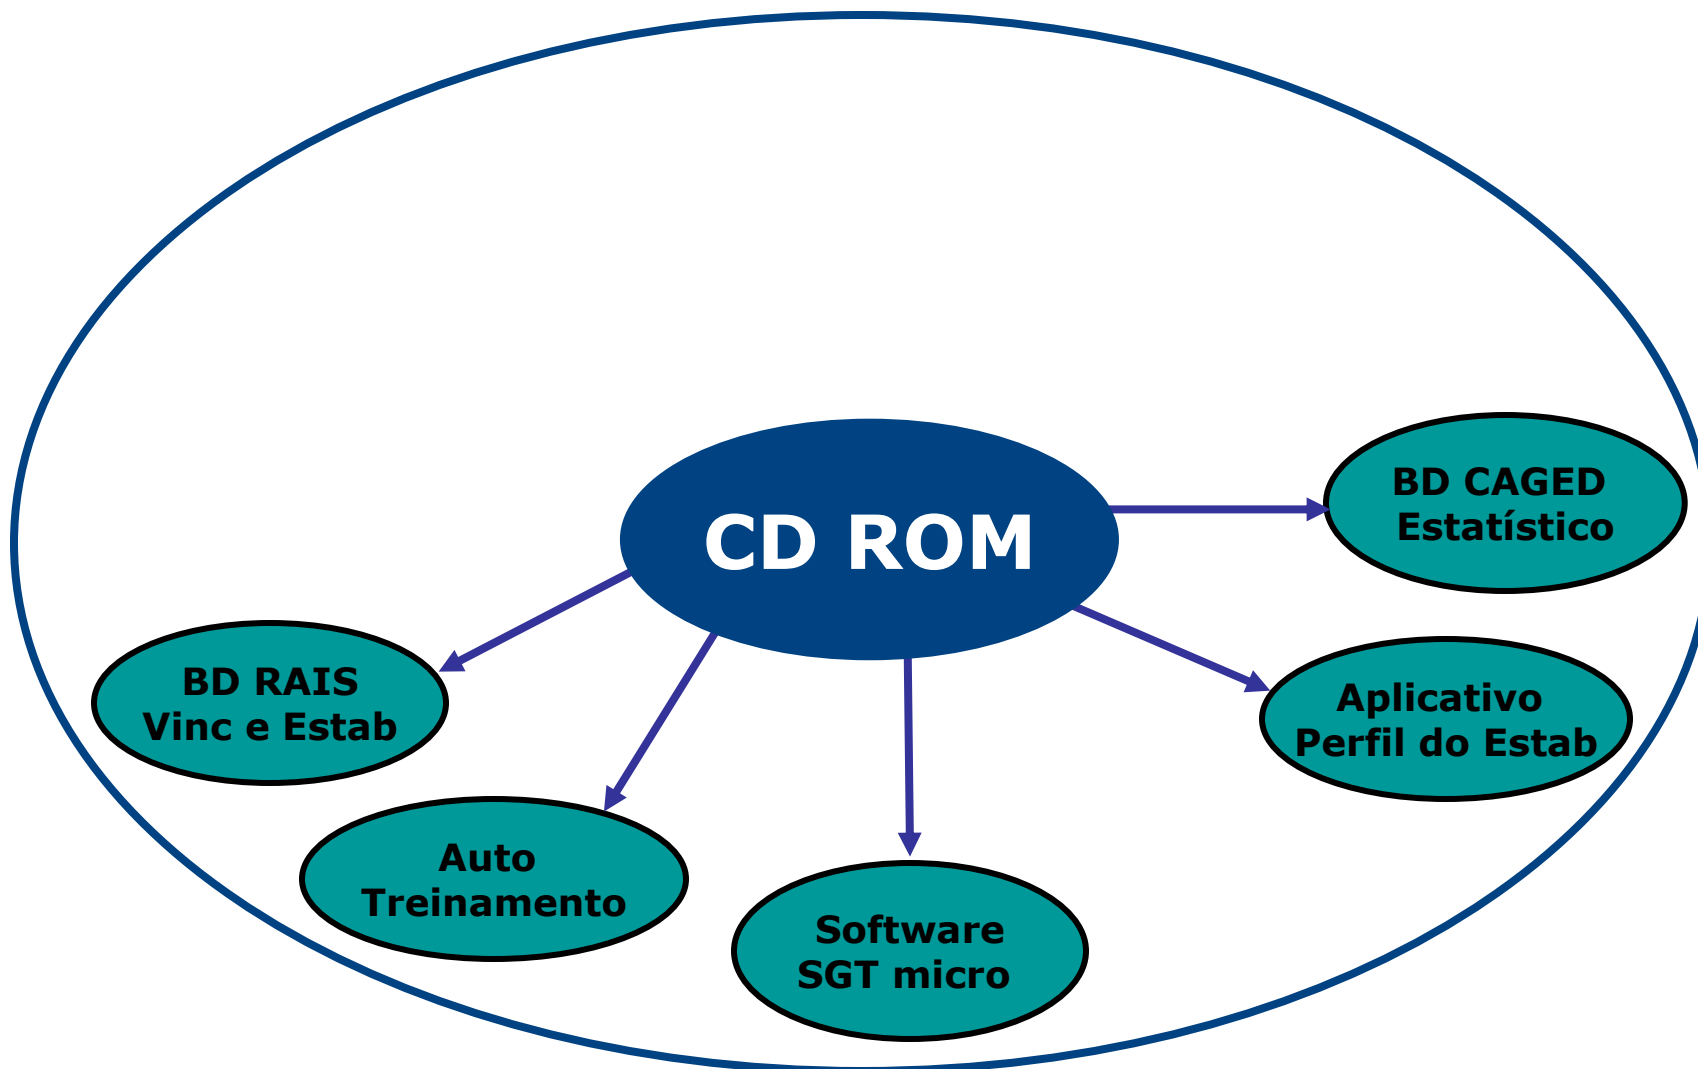 CD ROM
BD CAGED
Estatístico
BD RAIS
Vinc e Estab
Aplicativo
Perfil do Estab
Auto
Treinamento
Software
SGT micro